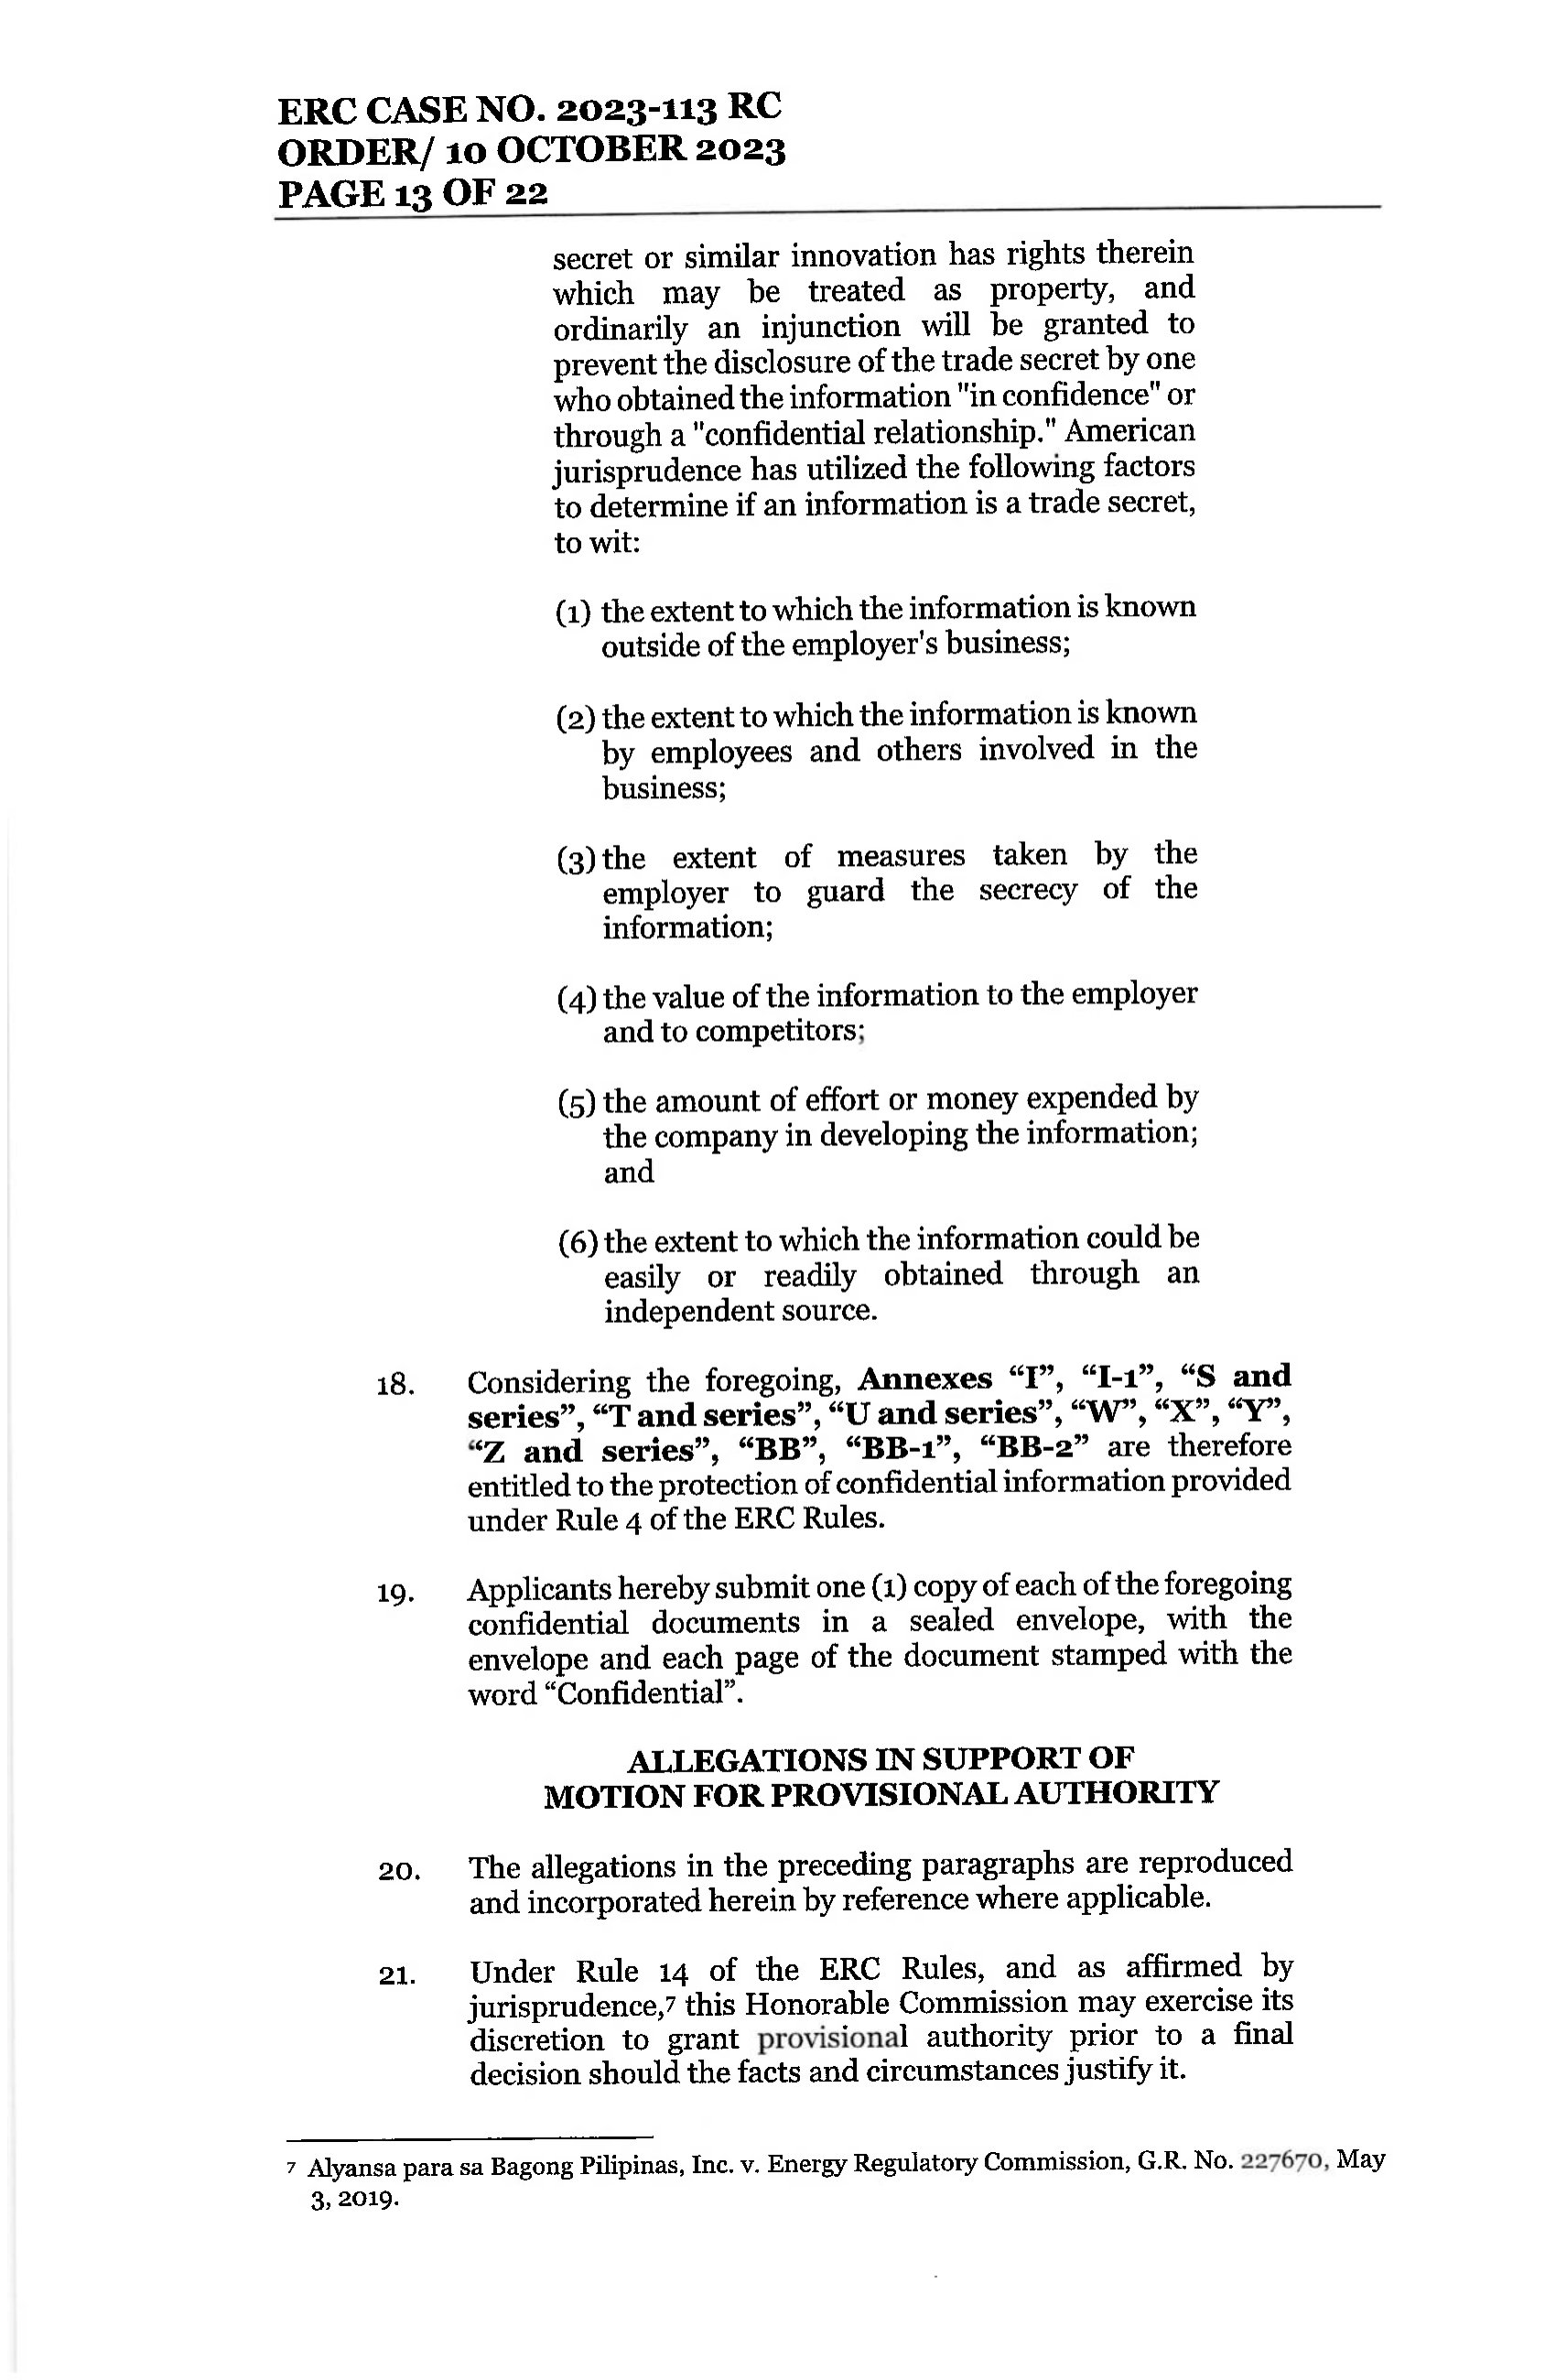 ERC CASE NO. 2023-113 RC
ORDER/ 10 OCTOBER 2023
PAGE 13 OF 22
secret or similar innovation has rights therein
which may be treated as property, and
ordinarily an injunction will be granted to
prevent the disclosure of the trade secret by one
who obtained the information "in confidence" or
through a "confidential relationship." American
jurisprudence has utilized the following factors
to determine if an information is a trade secret,
to wit:
(1) the extent to which the information is known
outside of the employer's business;
(2) the extent to which the information is known
by employees and others involved in the
business;
(3) the extent of measures taken by the
employer to guard the secrecy of the
information;
(4) the value of the information to the employer
and to competitors;
(5) the amount of effort or money expended by
the company in developing the information;
and
(6) the extent to which the information could be
easily or readily obtained through an
independent source.
18. Considering the foregoing, Annexes “I”, “I-1”, “S and
series”, “T and series”, “U and series”, “W”, “X”, “Y”,
“Z and series”, “BB”, “BB-1”, “BB-2” are therefore
entitled to the protection of confidential information provided
under Rule 4 of the ERC Rules.
19. Applicants hereby submit one (1) copy of each of the foregoing
confidential documents in a sealed envelope, with the
envelope and each page of the document stamped with the
word “Confidential”.
ALLEGATIONS IN SUPPORT OF
MOTION FOR PROVISIONAL AUTHORITY
20. The allegations in the preceding paragraphs are reproduced
and incorporated herein by reference where applicable.
21. Under Rule 14 of the ERC Rules, and as affirmed by
jurisprudence,7 this Honorable Commission may exercise its
discretion to grant provisional authority prior to a final
decision should the facts and circumstances justify it.
7 Alyansa para sa Bagong Pilipinas, Inc. v. Energy Regulatory Commission, G.R. No. 227670, May
3, 2019.